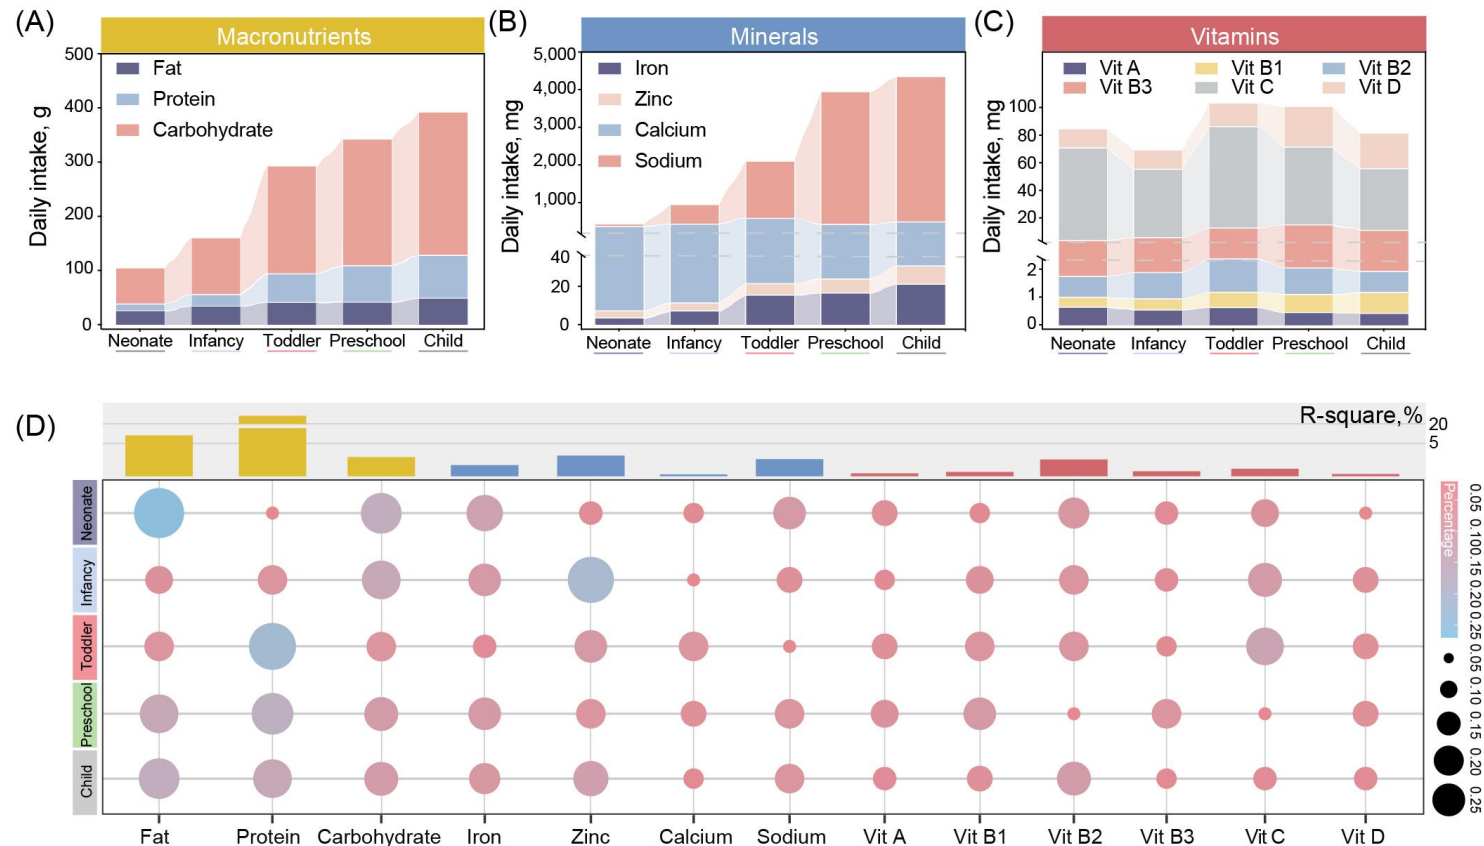 (A)
Macronutrients
Daily intake, g
500
400
300
200
100
0
Fat
Protein
Carbohydrate
Neonate Infancy Toddler Preschool Child
(B)
Minerals
Daily intake, mg
5,000
4,000
3,000
2,000
1,000
40
20
0
Iron
Zinc
Calcium
Sodium
Neonate Infancy Toddler Preschool Child
(C)
Vitamins
Daily intake, mg
100
80
60
40
20
2
1
0
Vit A Vit B1 Vit B2
Vit B3 Vit C Vit D
Neonate Infancy Toddler Preschool Child
(D)
R-square,%
20
5
Neonate
Infancy
Toddler
Preschool
Child
Percentage
0.05 0.10 0.15 0.20 0.25
0.05 0.10 0.15 0.20 0.25
Fat Protein Carbohydrate Iron Zinc Calcium Sodium Vit A Vit B1 Vit B2 Vit B3 Vit C Vit D